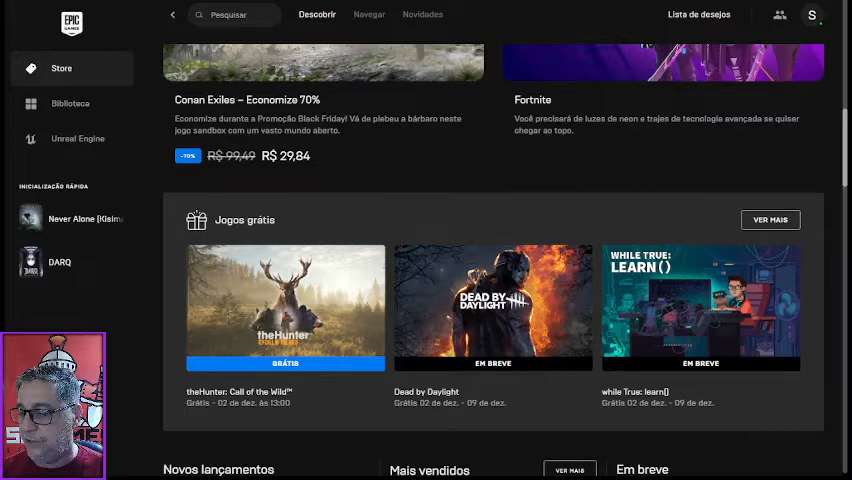 EPIC
GAMES
Pesquisar
Descobrir
Navegar
Novidades
Lista de desejos
S
Store
Biblioteca
Unreal Engine
INICIALIZAÇÃO RÁPIDA
Never Alone (Kisima
DARQ
Conan Exiles – Economize 70%
Economize durante a Promoção Black Friday! Vá de plebeu a bárbaro neste
jogo sandbox com um vasto mundo aberto.
-70% R$ 99,49 R$ 29,84
Fortnite
Você precisará de luzes de neon e trajes de tecnologia avançada se quiser
chegar ao topo.
Jogos grátis
VER MAIS
theHunter
CALL OF THE WILD
GRÁTIS
theHunter: Call of the Wild™
Grátis - 02 de dez. às 13:00
DEAD BY
DAYLIGHT
EM BREVE
Dead by Daylight
Grátis 02 de dez. - 09 de dez.
WHILE TRUE:
LEARN()
EM BREVE
while True: learn()
Grátis 02 de dez. - 09 de dez.
Novos lançamentos
Mais vendidos
VER MAIS
Em breve